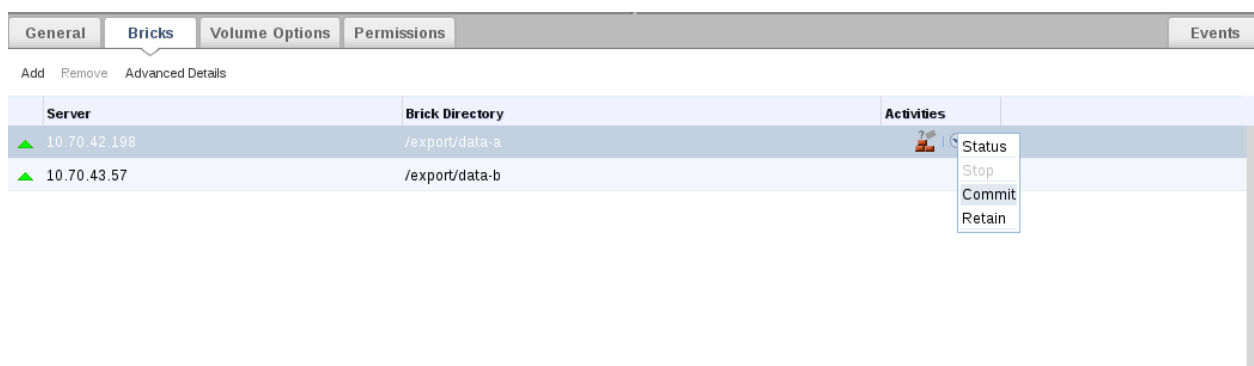 General Bricks Volume Options Permissions Events
Add Remove Advanced Details
Server Brick Directory Activities
10.70.42.198 /export/data-a
Status
10.70.43.57 /export/data-b
Stop
Commit
Retain